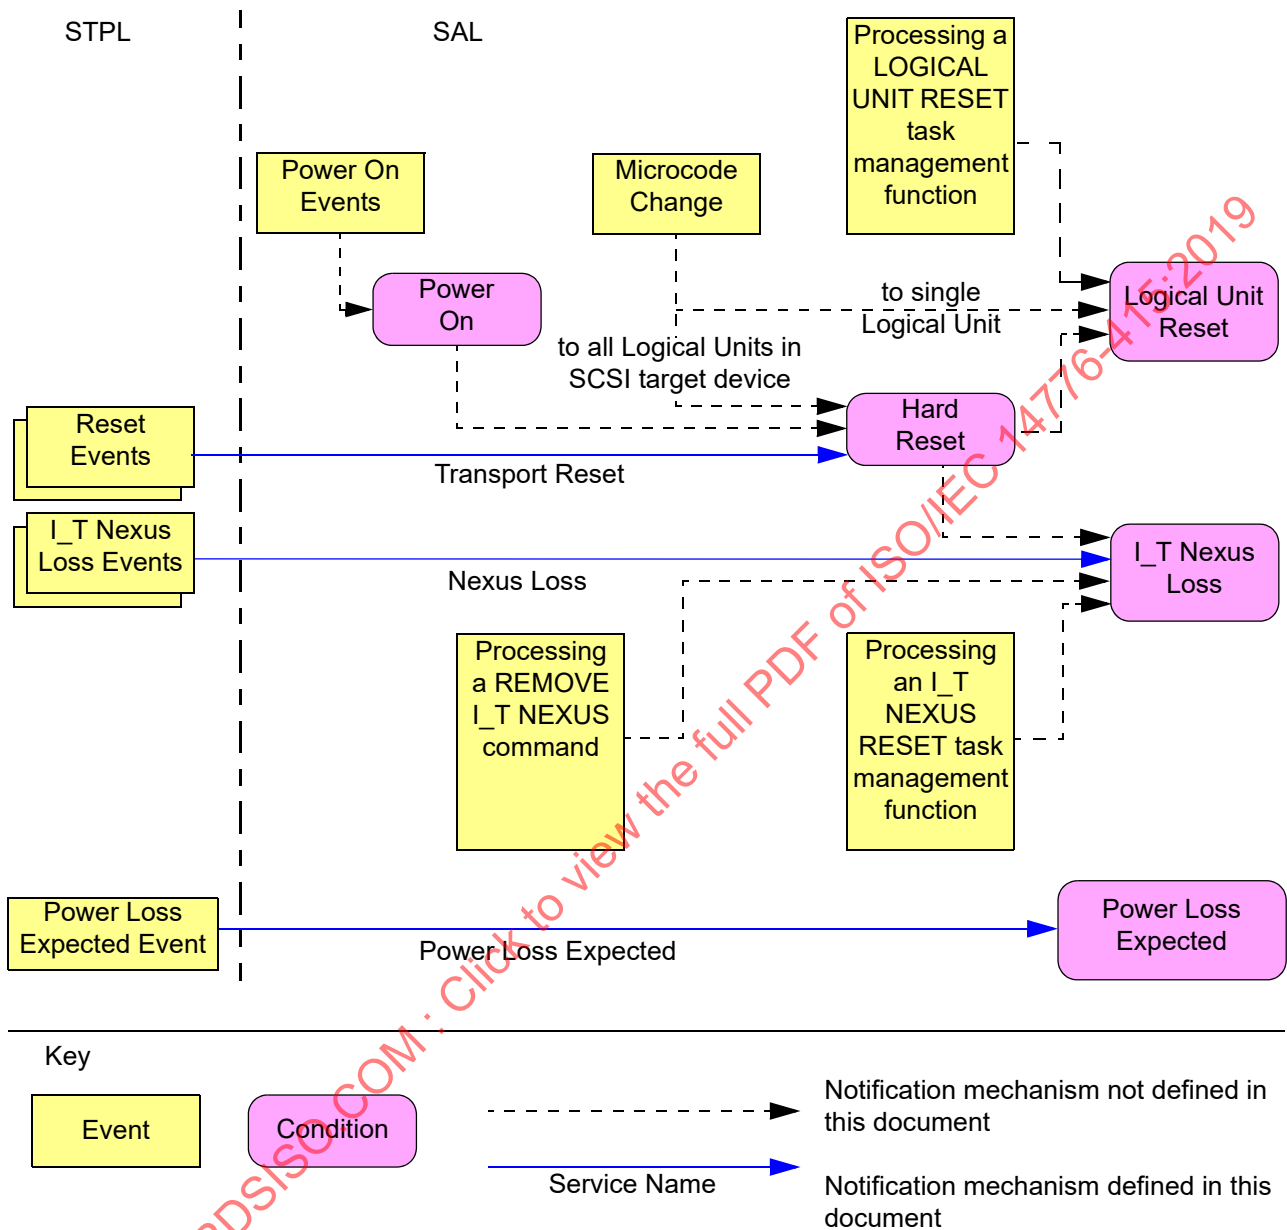 STPL
SAL
Processing a
LOGICAL
UNIT RESET
task
management
function
Power On
Events
Microcode
Change
Power
On
to single
Logical Unit
Logical Unit
Reset
to all Logical Units in
SCSI target device
Hard
Reset
Reset
Events
Transport Reset
I_T Nexus
Loss Events
Nexus Loss
I_T Nexus
Loss
Processing
a REMOVE
I_T NEXUS
command
Processing
an I_T
NEXUS
RESET task
management
function
Power Loss
Expected Event
Power Loss Expected
Power Loss
Expected
Key
Event
Condition
Notification mechanism not defined in
this document
Service Name
Notification mechanism defined in this
document
DSISO.COM : Click to view the full PDF of ISO/IEC 14776-415:2019